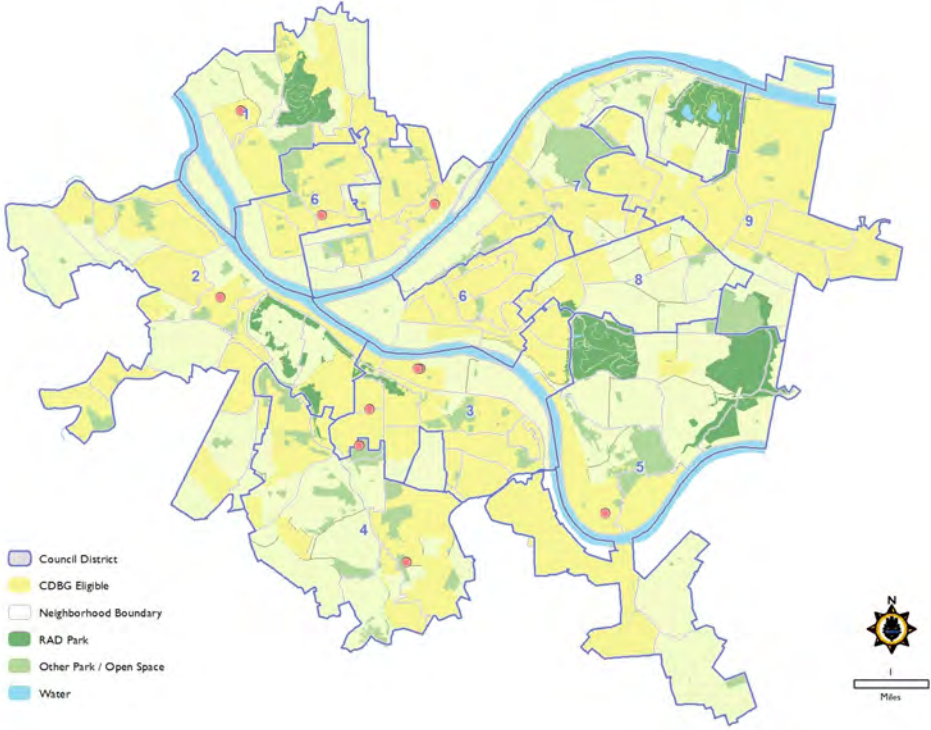 1
6
7
7
9
2
6
8
3
5
4
Council District
CDBG Eligible
Neighborhood Boundary
RAD Park
Other Park / Open Space
Water
N
1
Miles